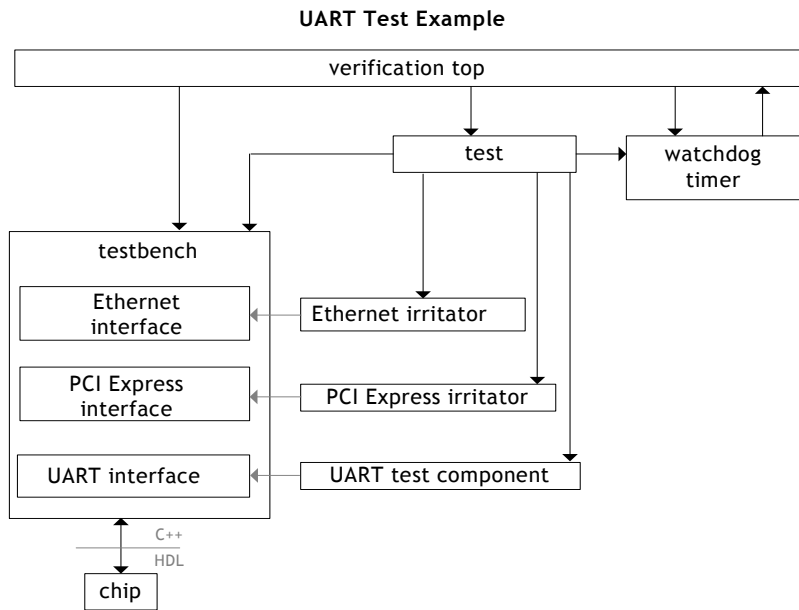 UART Test Example
verification top
test
watchdog
timer
testbench
Ethernet
interface
Ethernet irritator
PCI Express
interface
PCI Express irritator
UART interface
UART test component
C++
HDL
chip